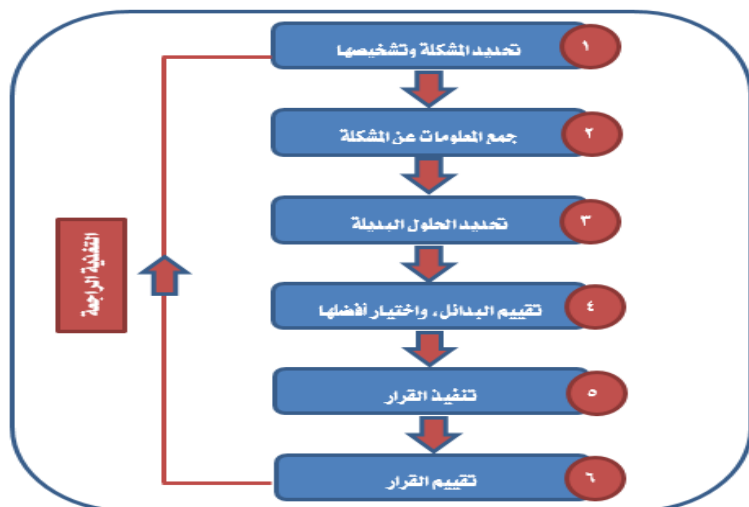 ١ تحديد المشكلة وتشخيصها
٢ جمع المعلومات عن المشكلة
٣ تحديد الحلول البديلة
٤ تقييم البدائل، واختيار أفضلها
٥ تنفيذ القرار
٦ تقييم القرار
التغذية الراجعة